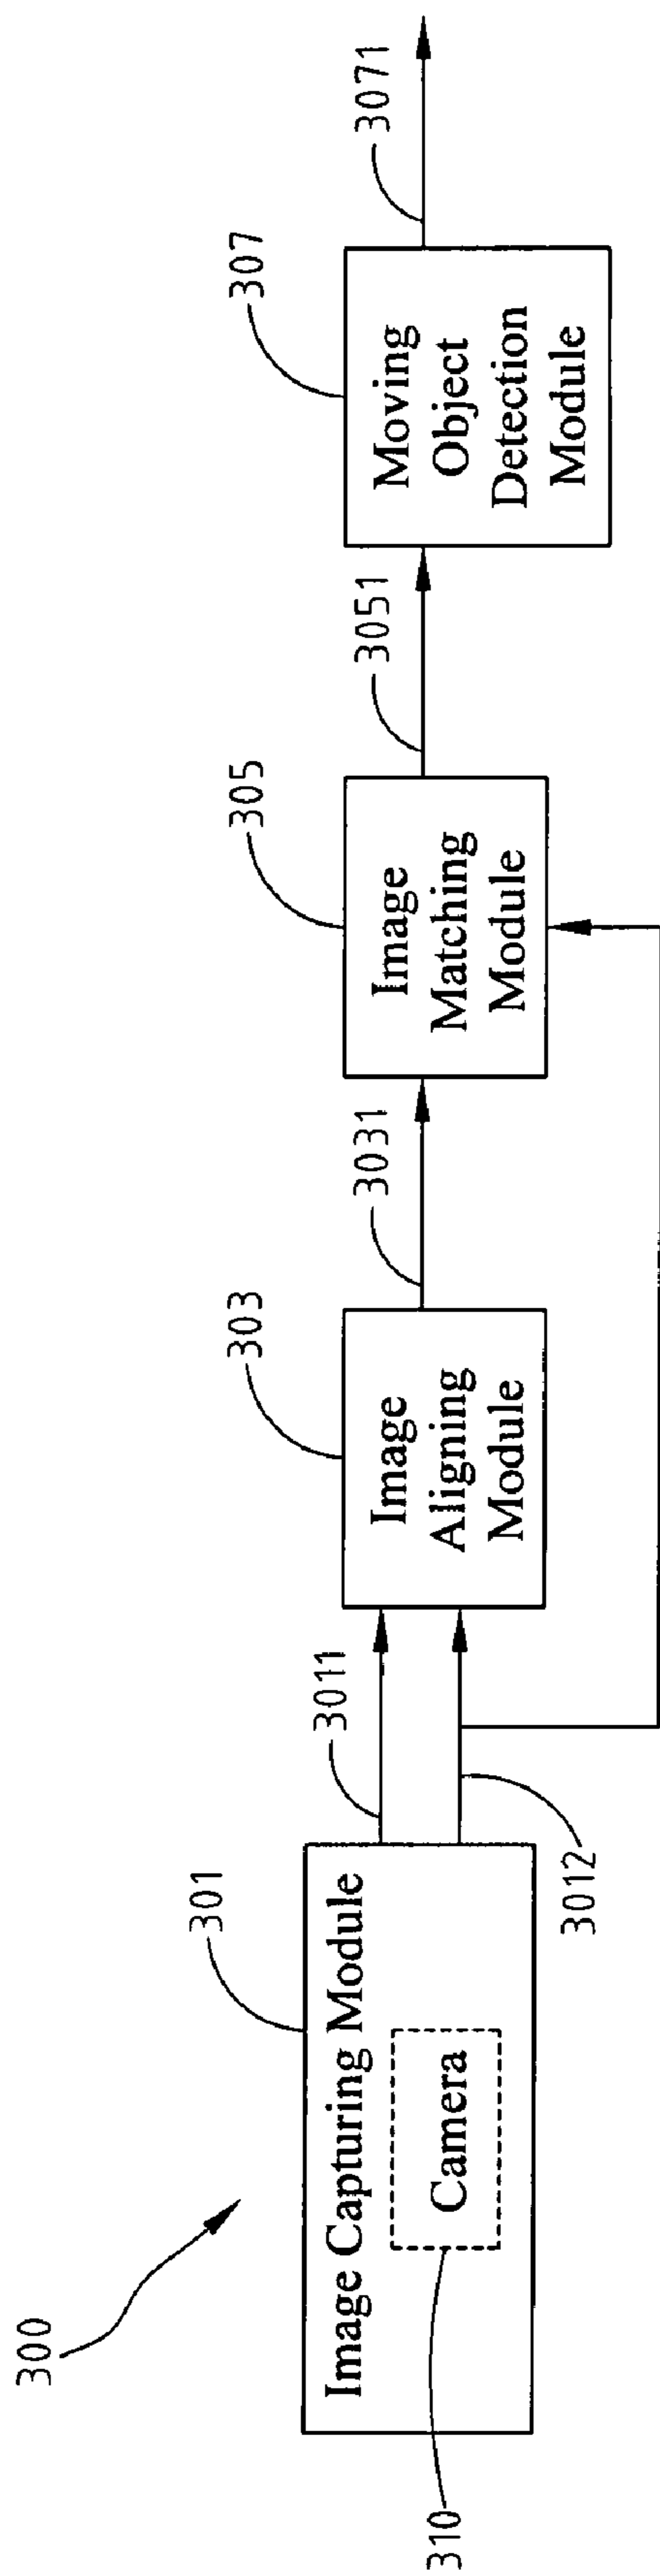 300
301
Image Capturing Module
Camera
310
3011
3012
303
Image
Aligning
Module
3031
305
Image
Matching
Module
3051
307
Moving
Object
Detection
Module
3071